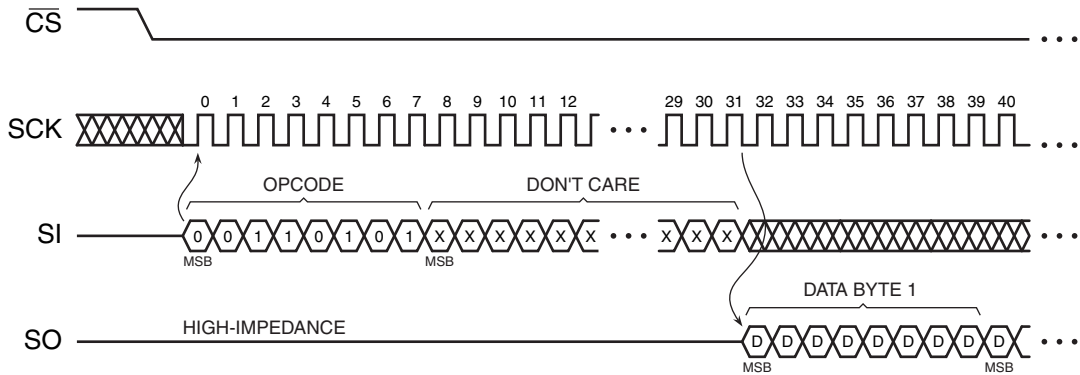 CS
SCK
0 1 2 3 4 5 6 7 8 9 10 11 12 29 30 31 32 33 34 35 36 37 38 39 40
OPCODE DON'T CARE
SI
0 0 1 1 0 1 0 1 X X X X X X X X X
MSB MSB
DATA BYTE 1
HIGH-IMPEDANCE
SO
D D D D D D D D D
MSB MSB